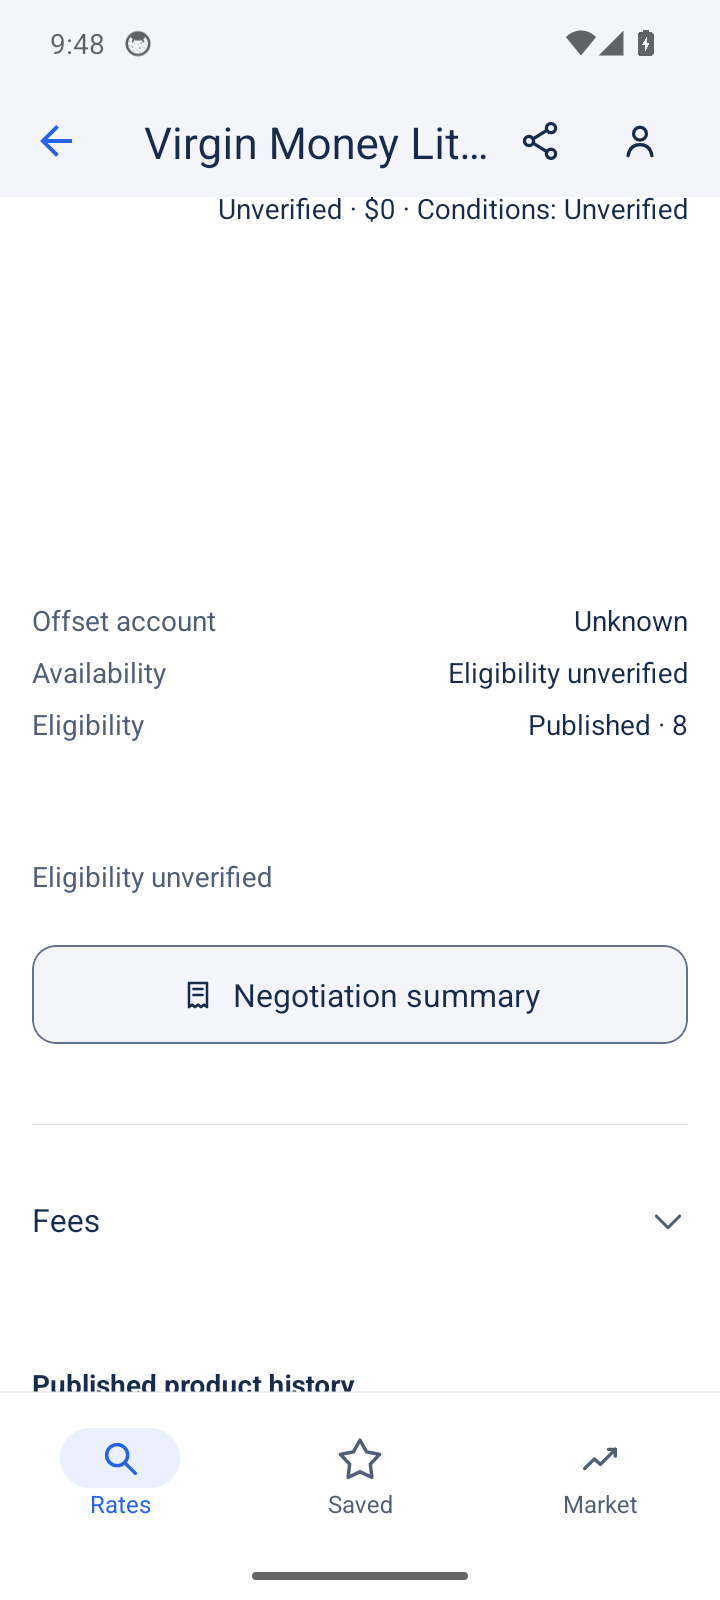 9:48
Virgin Money Lit...
Unverified · $0 · Conditions: Unverified
Offset account Unknown
Availability Eligibility unverified
Eligibility Published · 8
Eligibility unverified
Negotiation summary
Fees
Published product history
Rates Saved Market